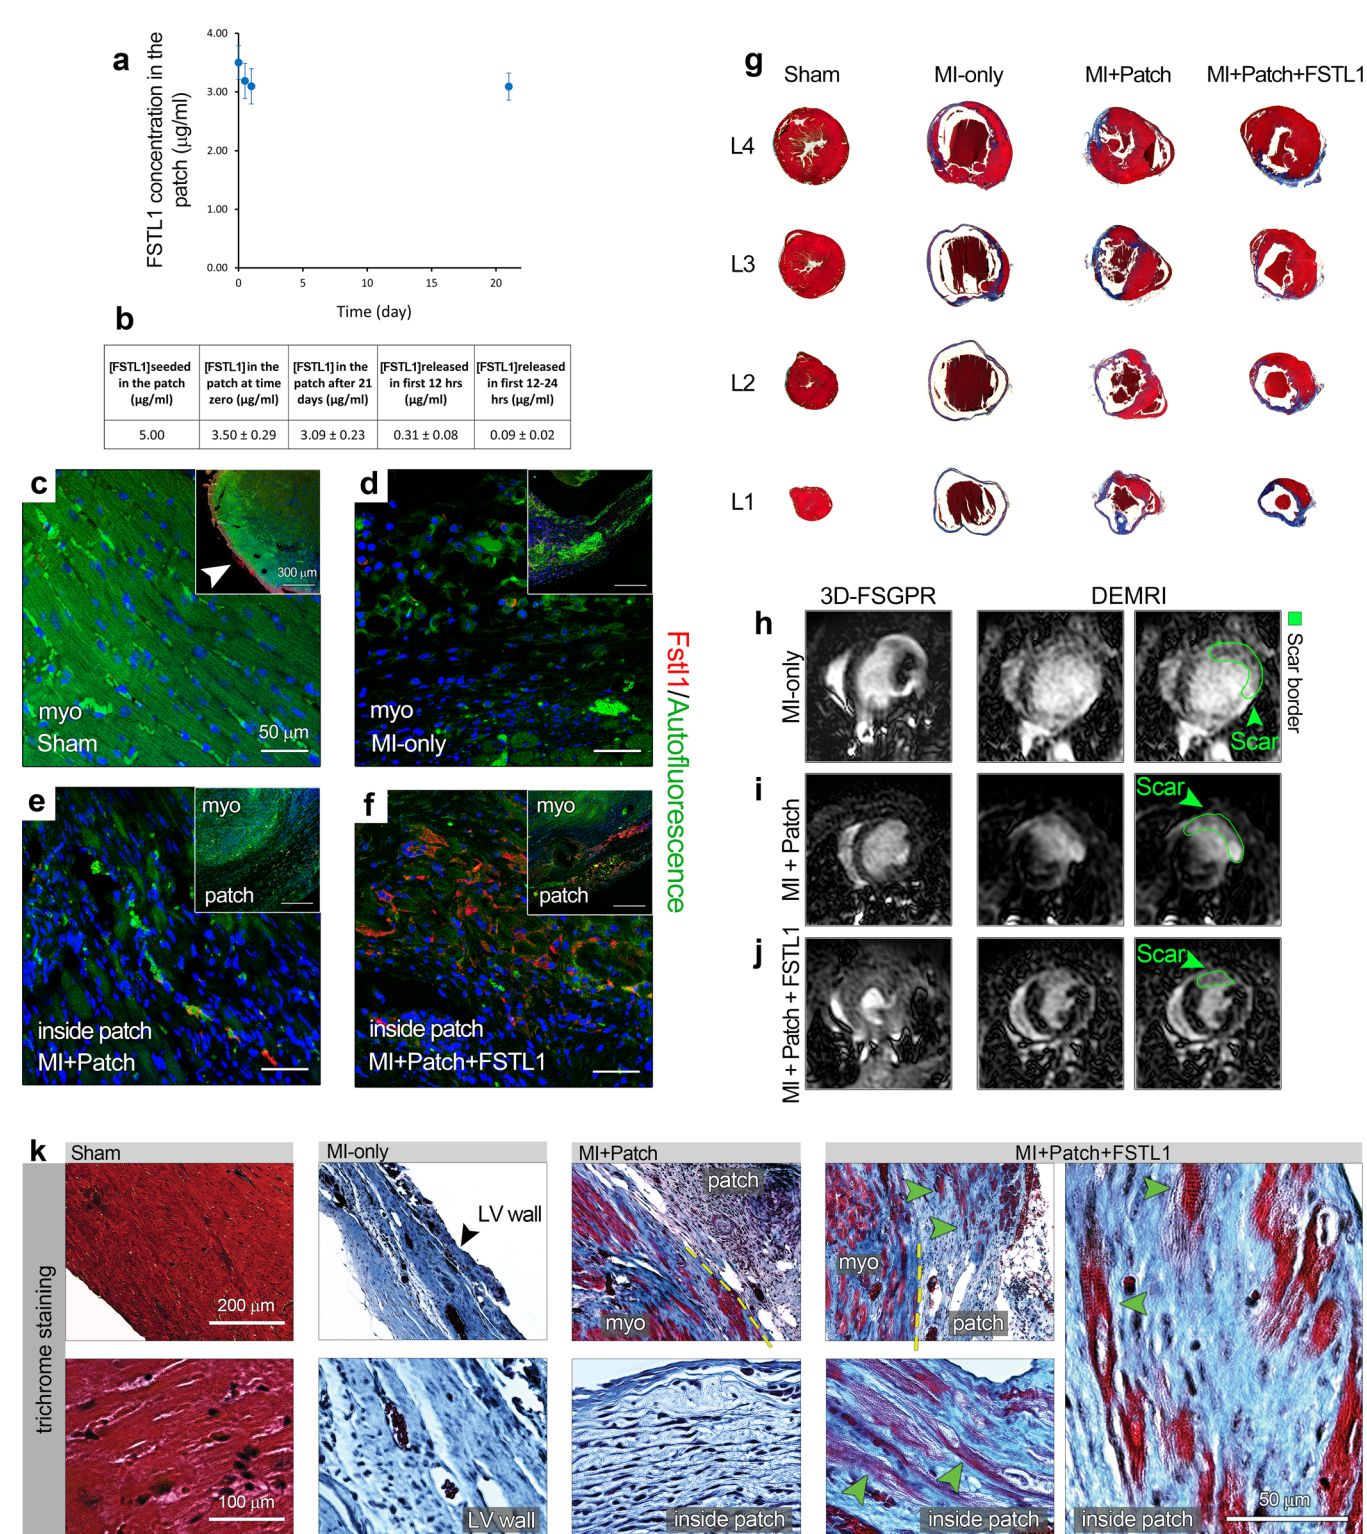 a
FSTL1 concentration in the
patch (µg/ml)
4.00
3.00
2.00
1.00
0.00
0 5 10 15 20
Time (day)
b
[FSTL1]seeded in the patch (µg/ml)
[FSTL1] in the patch at time zero (µg/ml)
[FSTL1] in the patch after 21 days (µg/ml)
[FSTL1]released in first 12 hrs (µg/ml)
[FSTL1]released in first 12-24 hrs (µg/ml)
5.00 3.50 ± 0.29 3.09 ± 0.23 0.31 ± 0.08 0.09 ± 0.02
c
300 µm
myo
Sham
50 µm
d
myo
MI-only
e
myo
patch
inside patch
MI+Patch
f
myo
patch
inside patch
MI+Patch+FSTL1
Fstl1/Autofluorescence
g
Sham MI-only MI+Patch MI+Patch+FSTL1
L4
L3
L2
L1
3D-FSGPR DEMRI
h
MI-only
Scar
Scar border
i
MI + Patch
Scar
j
MI + Patch + FSTL1
Scar
k
trichrome staining
Sham
200 µm
100 µm
MI-only
LV wall
LV wall
MI+Patch
patch
myo
inside patch
MI+Patch+FSTL1
myo
patch
inside patch
50 µm
inside patch